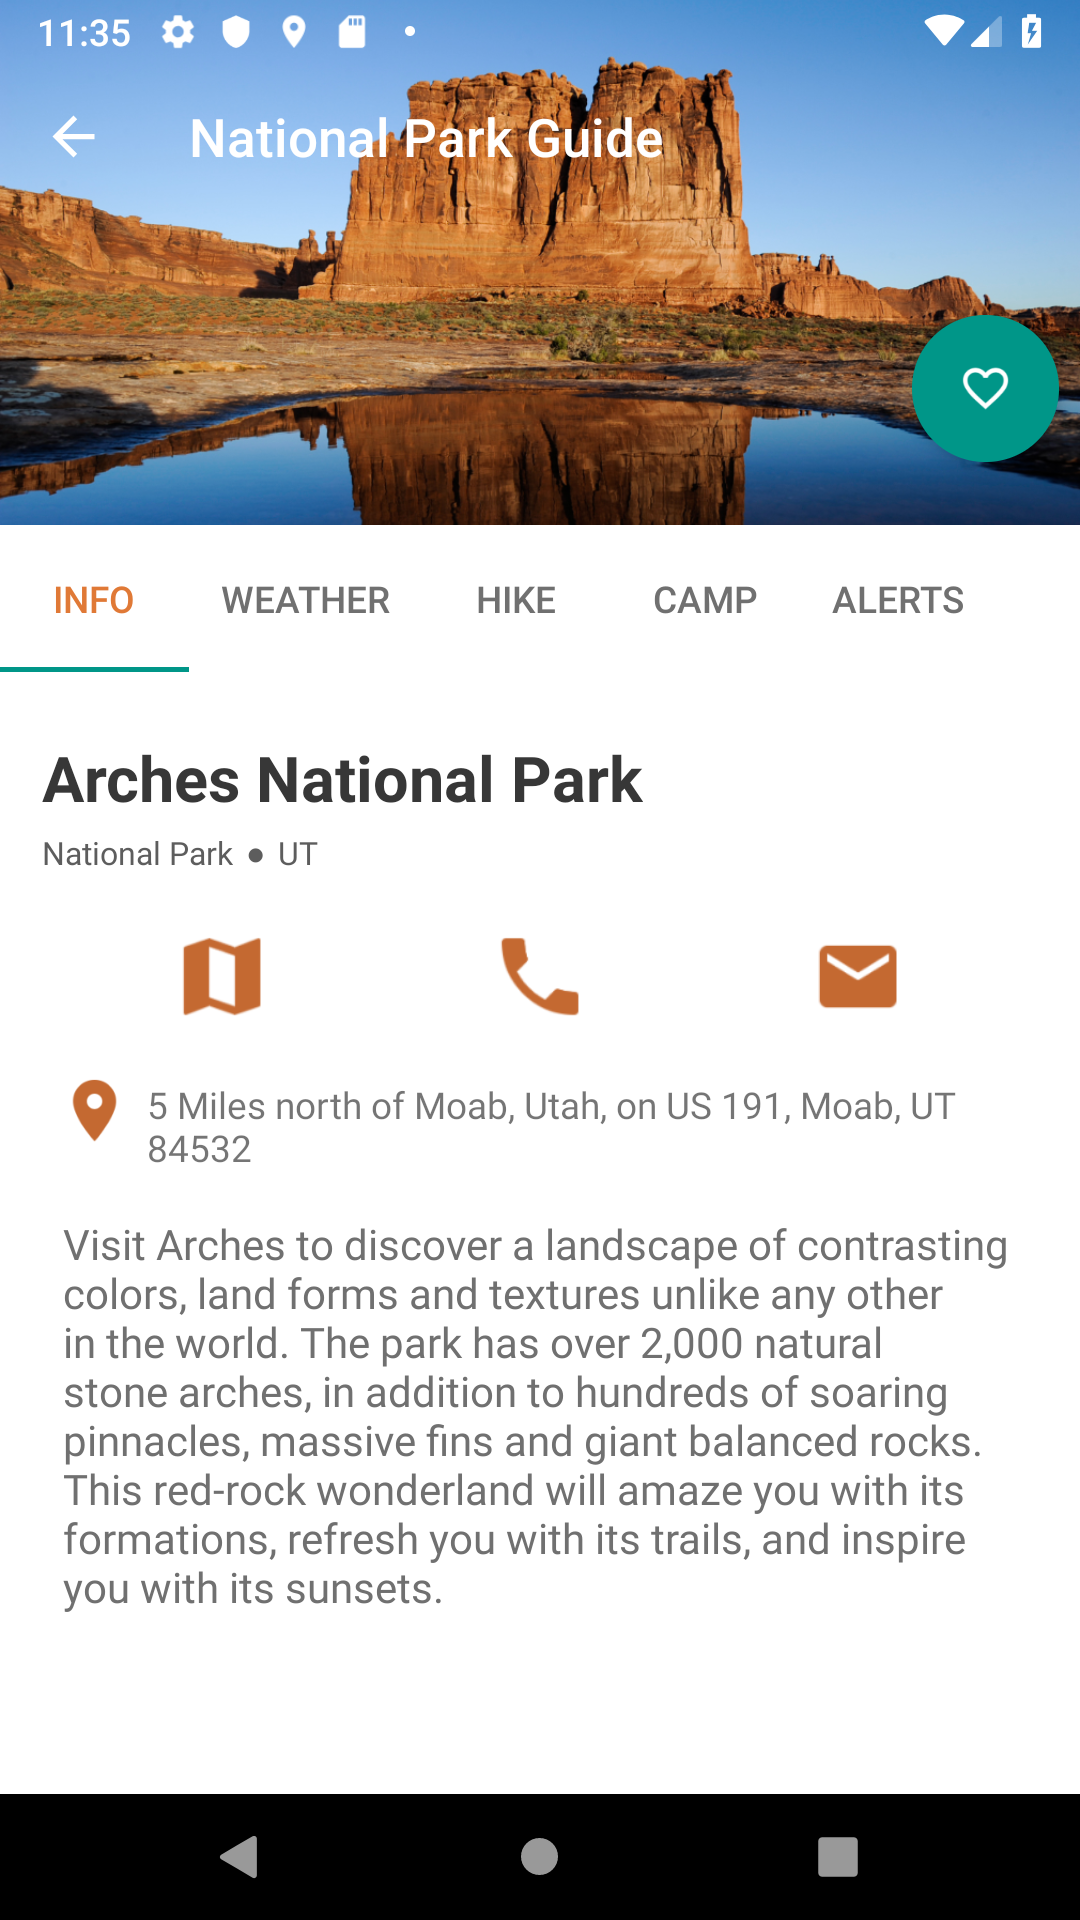 11:35
National Park Guide
INFO WEATHER HIKE CAMP ALERTS
Arches National Park
National Park ● UT
5 Miles north of Moab, Utah, on US 191, Moab, UT
84532
Visit Arches to discover a landscape of contrasting
colors, land forms and textures unlike any other
in the world. The park has over 2,000 natural
stone arches, in addition to hundreds of soaring
pinnacles, massive fins and giant balanced rocks.
This red-rock wonderland will amaze you with its
formations, refresh you with its trails, and inspire
you with its sunsets.